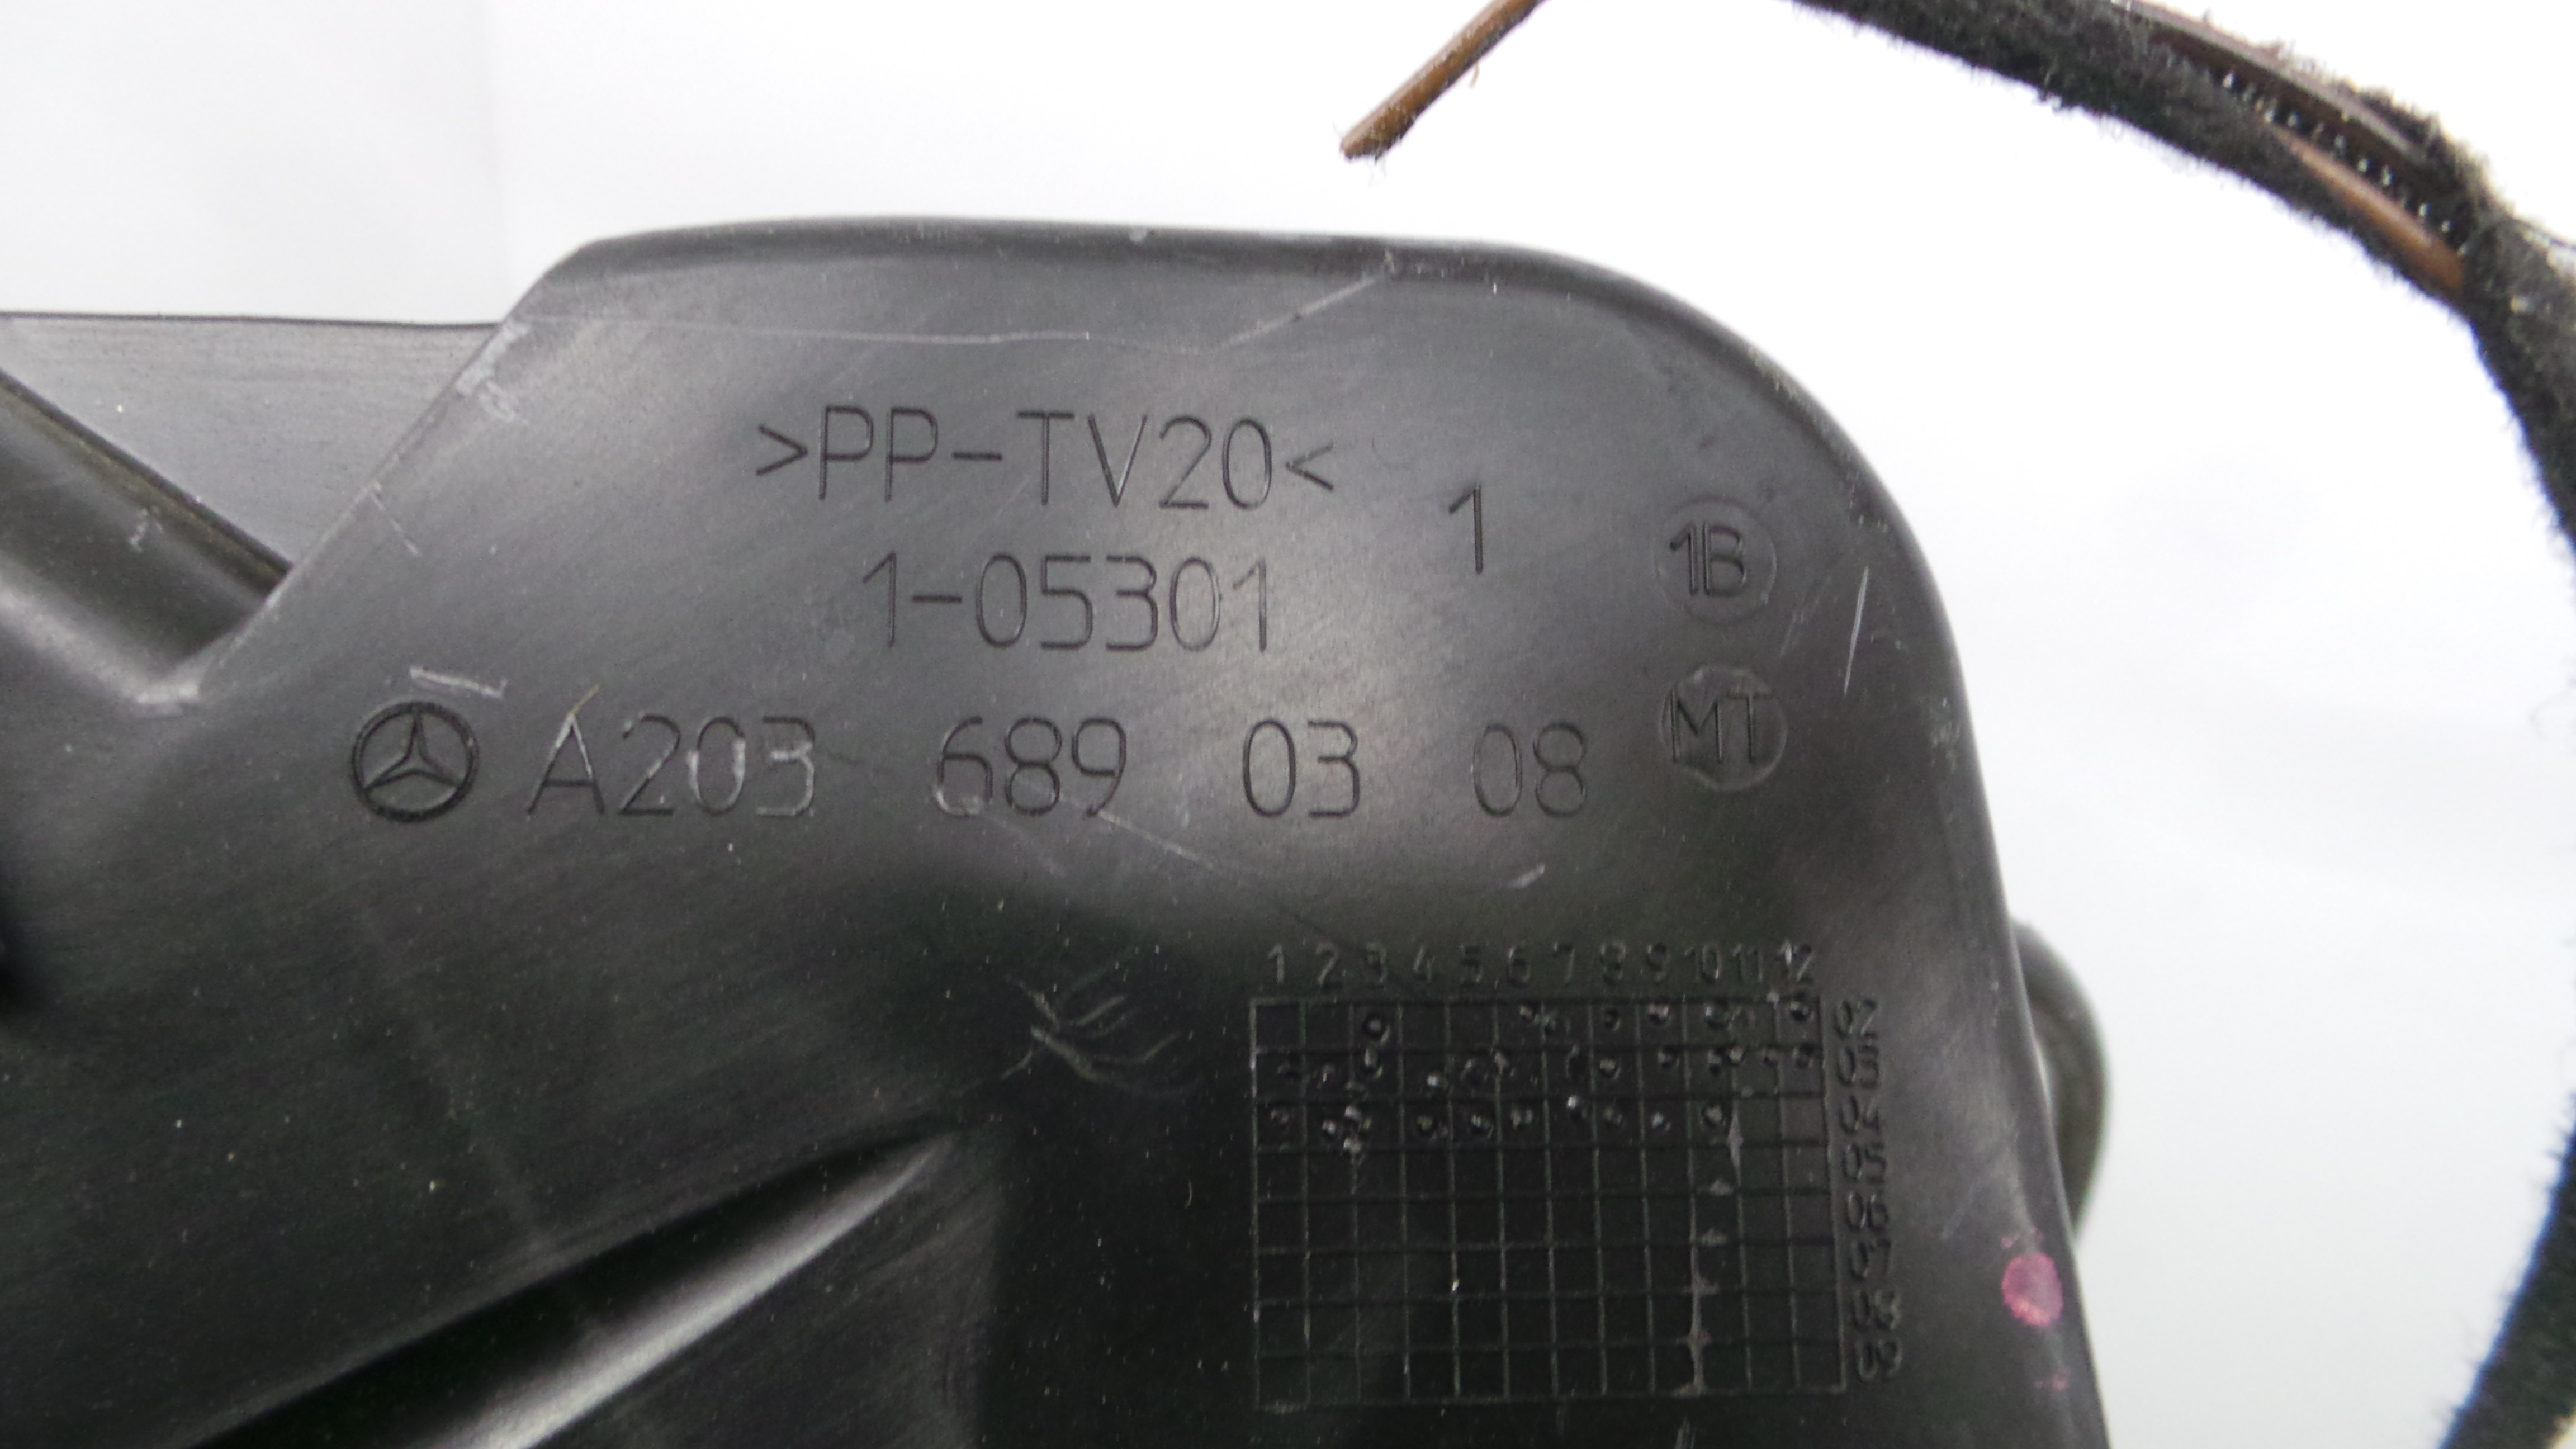 >PP-TV20<
1
1B
1-05301
A203 689 03 08
MT
1 2 3 4 5 6 7 8 9 10 11 12